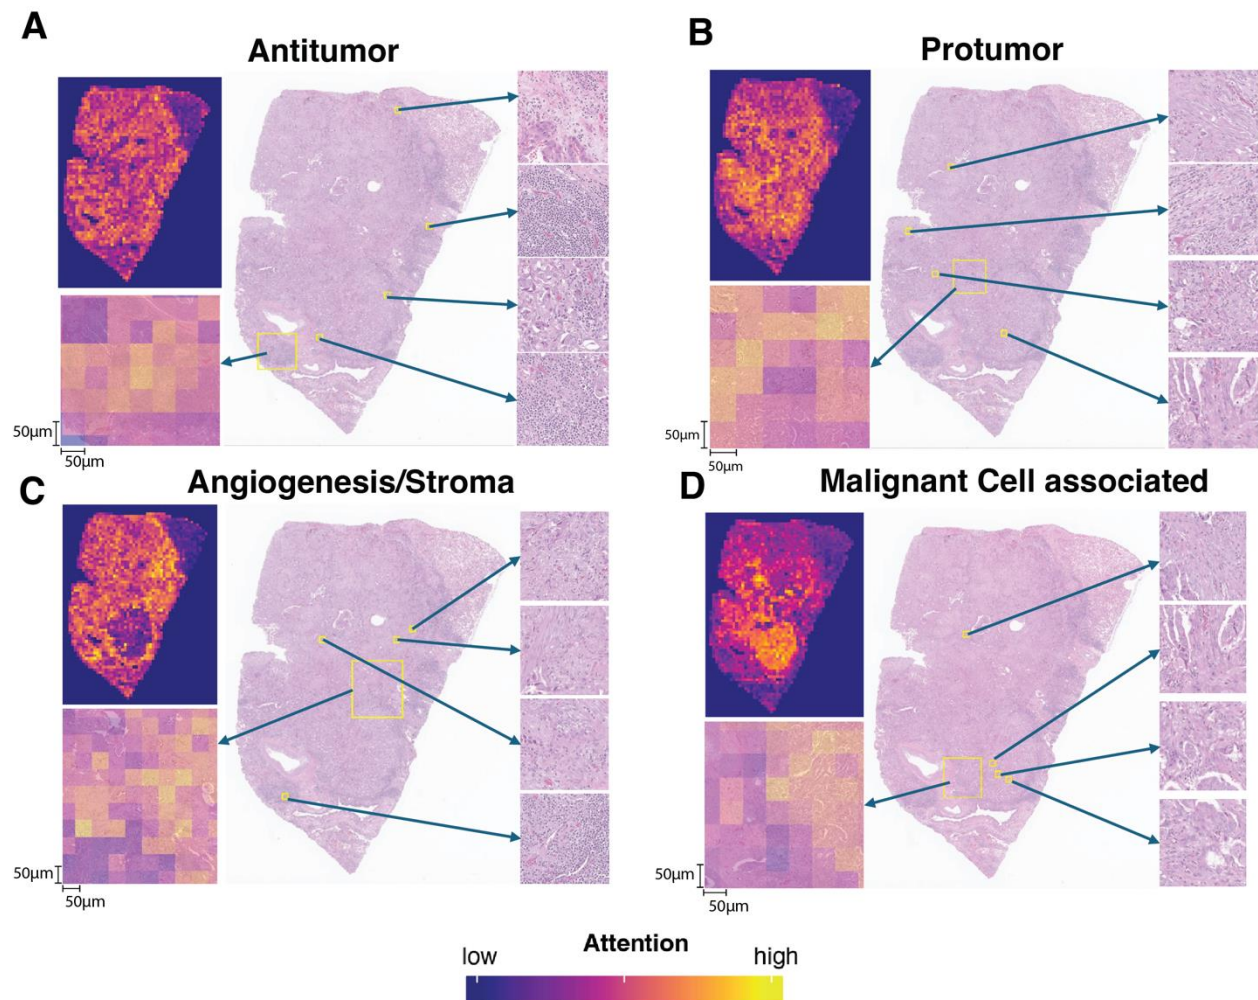 A
Antitumor
50µm
50µm
B
Protumor
50µm
50µm
C
Angiogenesis/Stroma
50µm
50µm
D
Malignant Cell associated
50µm
50µm
Attention
low
high